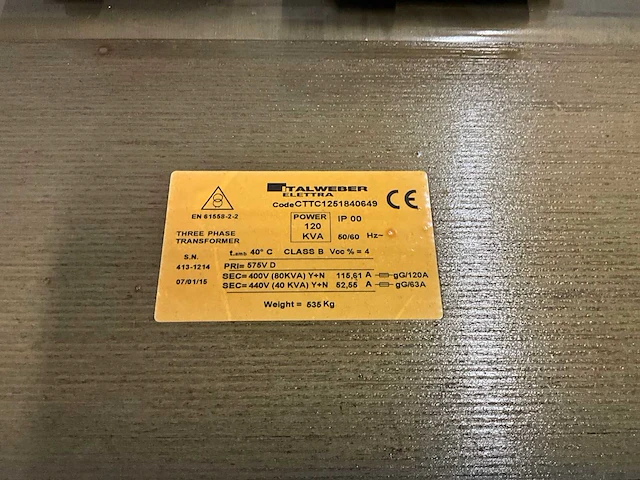 ITALWEBER
ELETTRA
Code CTTC1251840649
CE
EN 61558-2-2
POWER
120
KVA
IP 00
50/60 Hz~
THREE PHASE
TRANSFORMER
t.amb 40° C CLASS B Vcc % = 4
S.N.
413-1214
07/01/15
PRI= 575V D
SEC= 400V (80KVA) Y+N 115,61 A gG/120A
SEC= 440V (40 KVA) Y+N 52,55 A gG/63A
Weight = 535 Kg